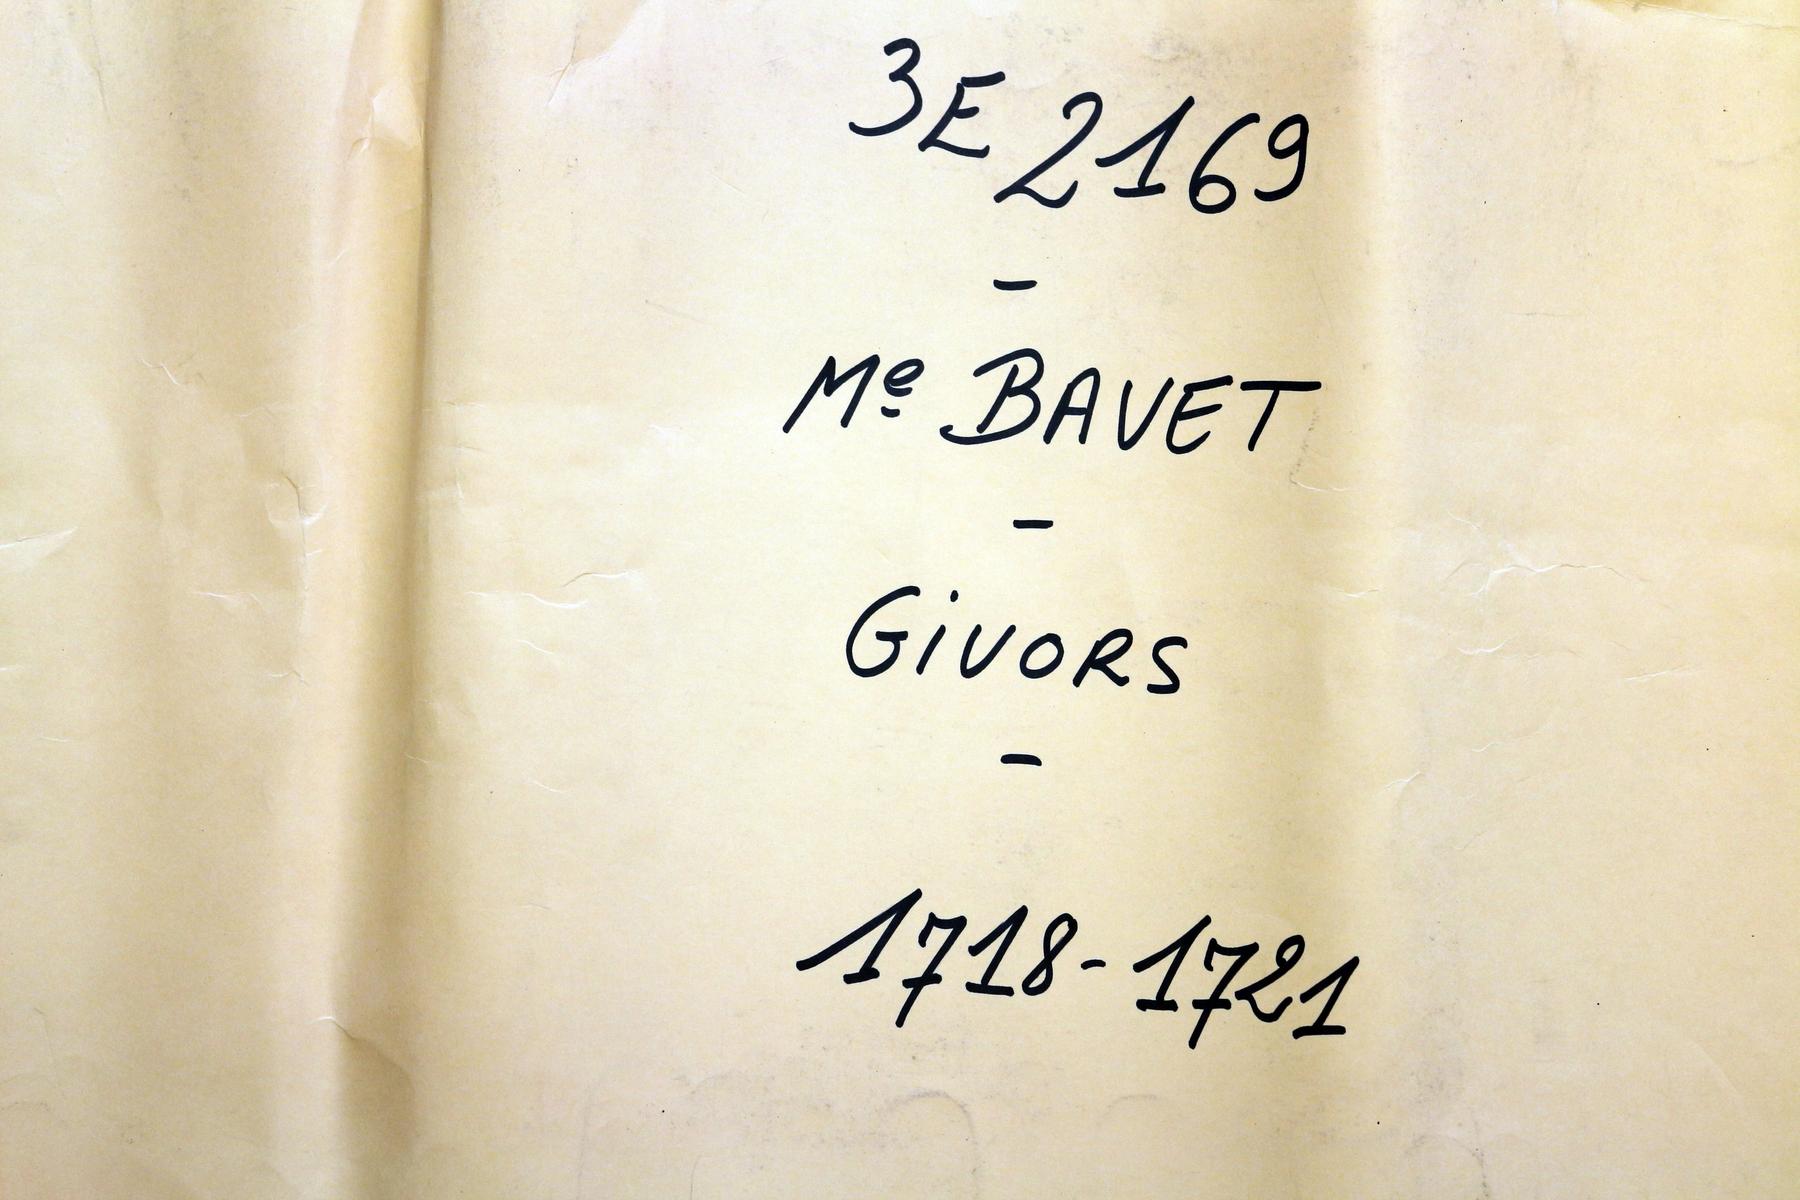 3E 2169
-
Me BAVET
-
GiVORS
-
1718-1721